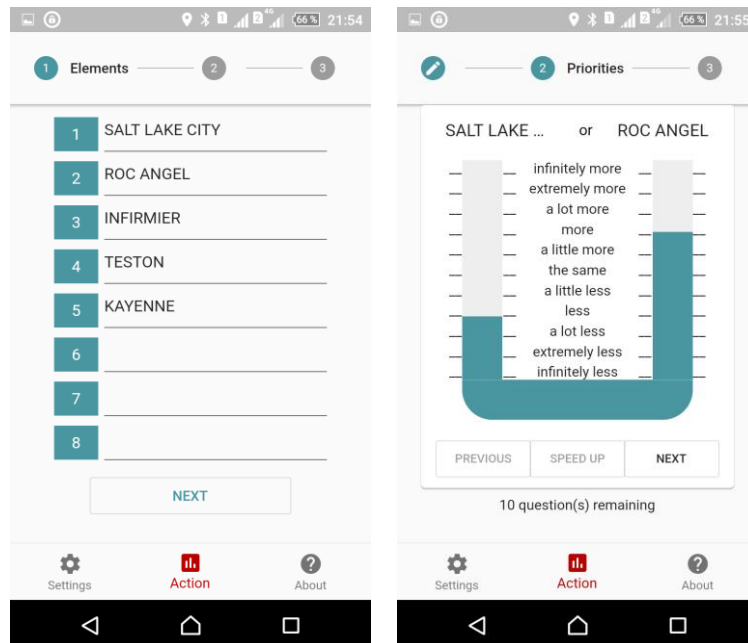 66 % 21:54
1 Elements 2 3
1 SALT LAKE CITY
2 ROC ANGEL
3 INFIRMIER
4 TESTON
5 KAYENNE
6
7
8
NEXT
Settings Action About
66 % 21:55
2 Priorities 3
SALT LAKE ... or ROC ANGEL
infinitely more
extremely more
a lot more
more
a little more
the same
a little less
less
a lot less
extremely less
infinitely less
PREVIOUS SPEED UP NEXT
10 question(s) remaining
Settings Action About